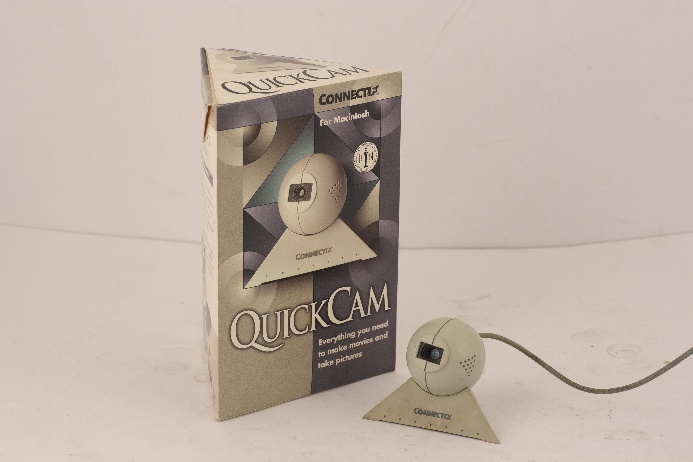 QUICKCAM
CONNECTIX
For Macintosh
CONNECTIX
QUICKCAM
Everything you need
to make movies and
take pictures
CONNECTIX